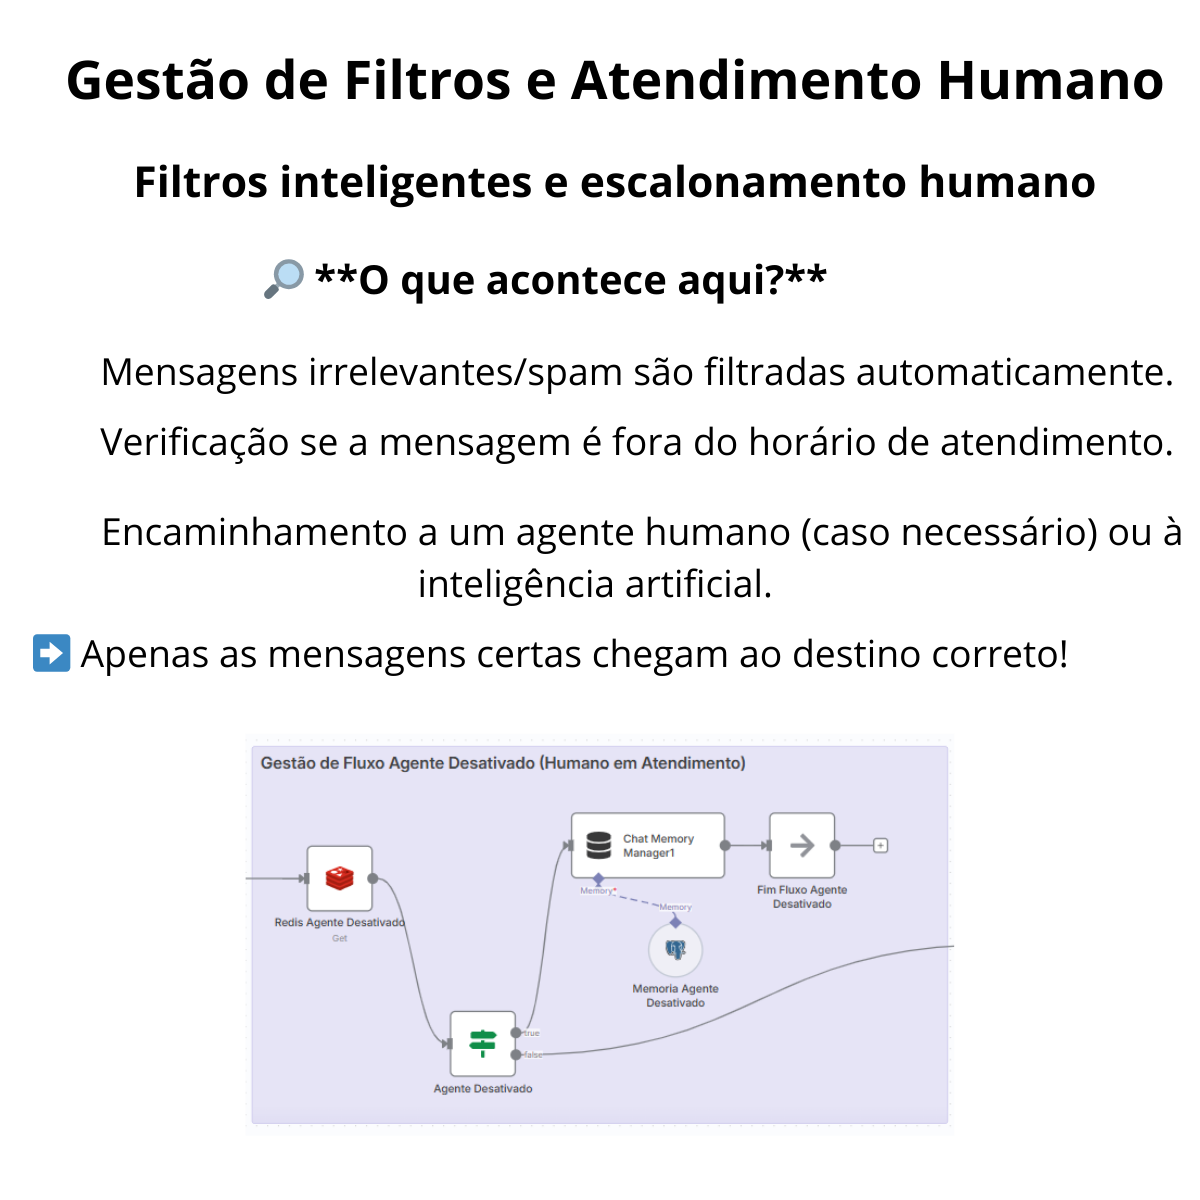 Gestão de Filtros e Atendimento Humano
Filtros inteligentes e escalonamento humano
🔎 **O que acontece aqui?**
Mensagens irrelevantes/spam são filtradas automaticamente.
Verificação se a mensagem é fora do horário de atendimento.
Encaminhamento a um agente humano (caso necessário) ou à
inteligência artificial.
➡️ Apenas as mensagens certas chegam ao destino correto!
Gestão de Fluxo Agente Desativado (Humano em Atendimento)
Chat Memory
Manager1
Memory*
Memory
Fim Fluxo Agente
Desativado
Redis Agente Desativado
Get
Memoria Agente
Desativado
true
false
Agente Desativado